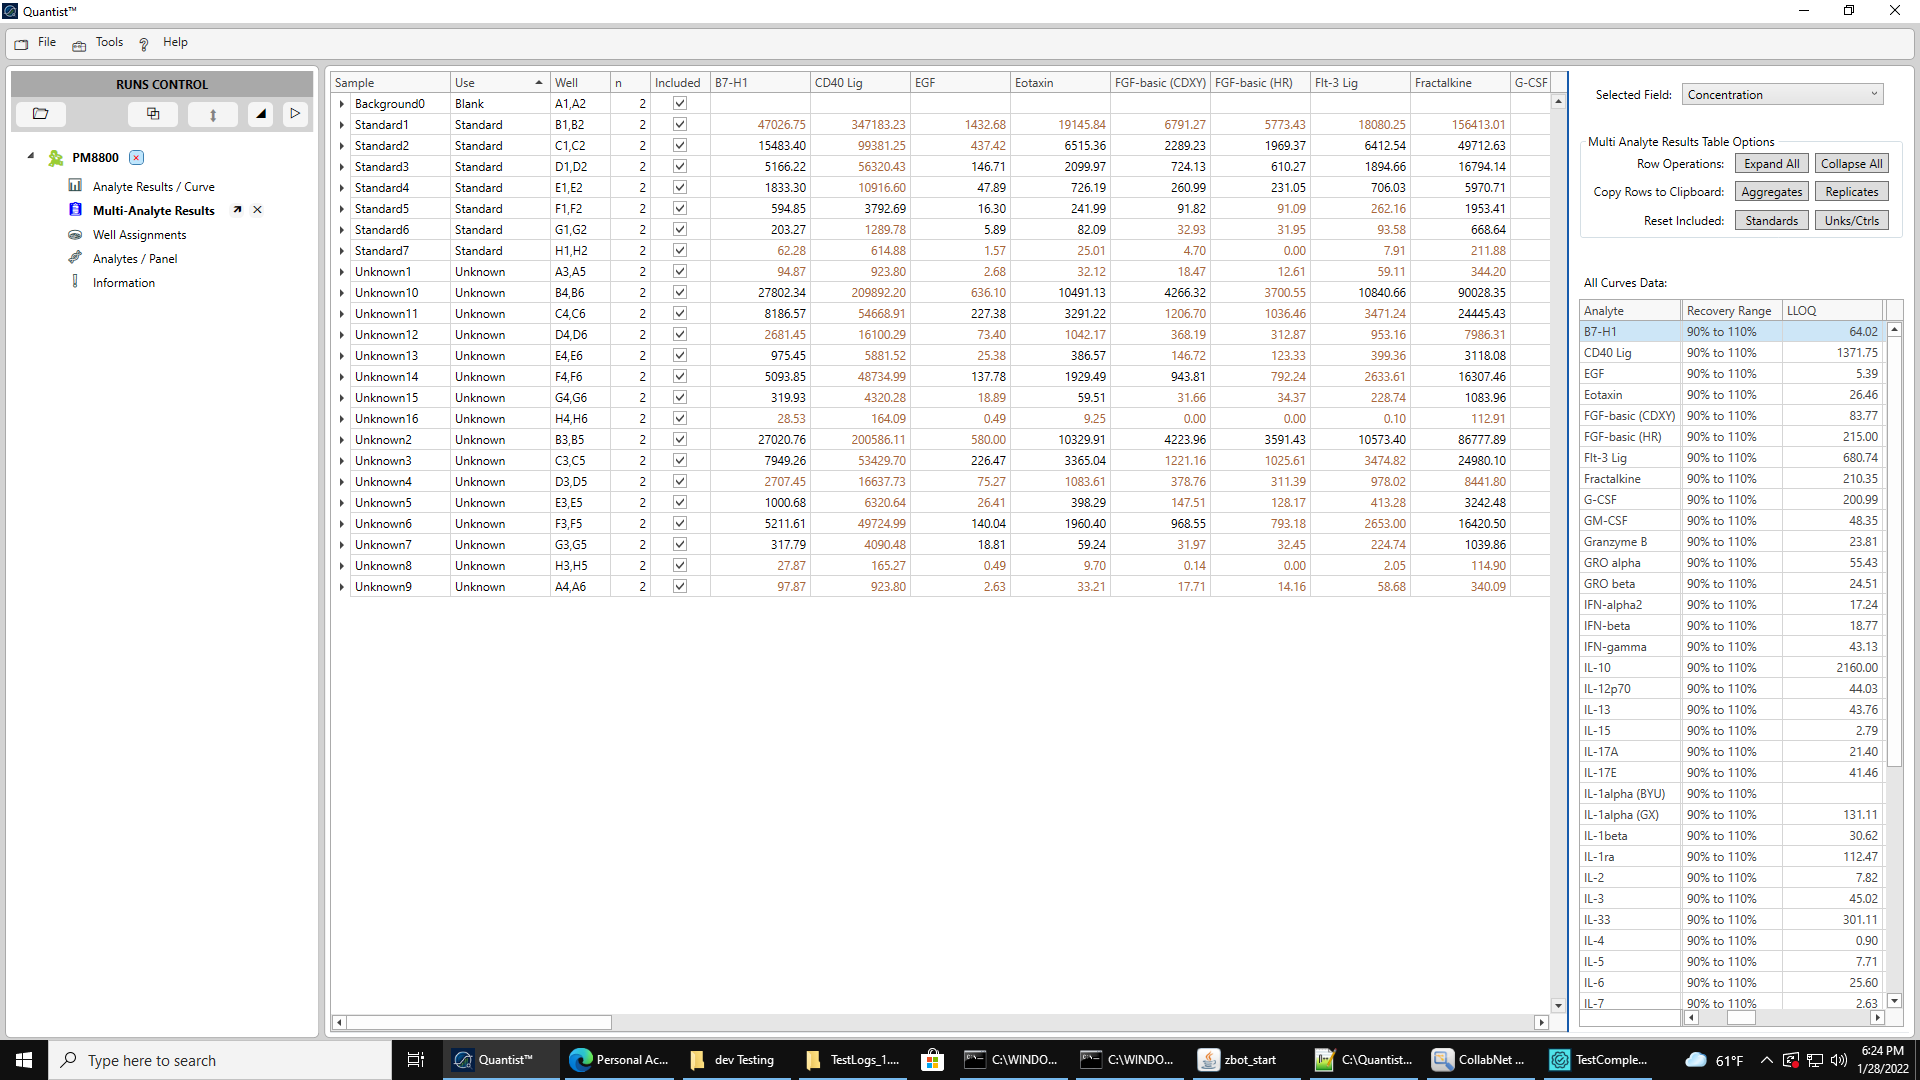 Quantist™
File Tools Help
RUNS CONTROL
PM8800
Analyte Results / Curve
Multi-Analyte Results
Well Assignments
Analytes / Panel
Information
Sample Use Well n Included B7-H1 CD40 Lig EGF Eotaxin FGF-basic (CDXY) FGF-basic (HR) Flt-3 Lig Fractalkine G-CSF
Background0 Blank A1,A2 2
Standard1 Standard B1,B2 2 47026.75 347183.23 1432.68 19145.84 6791.27 5773.43 18080.25 156413.01
Standard2 Standard C1,C2 2 15483.40 99381.25 437.42 6515.36 2289.23 1969.37 6412.54 49712.63
Standard3 Standard D1,D2 2 5166.22 56320.43 146.71 2099.97 724.13 610.27 1894.66 16794.14
Standard4 Standard E1,E2 2 1833.30 10916.60 47.89 726.19 260.99 231.05 706.03 5970.71
Standard5 Standard F1,F2 2 594.85 3792.69 16.30 241.99 91.82 91.09 262.16 1953.41
Standard6 Standard G1,G2 2 203.27 1289.78 5.89 82.09 32.93 31.95 93.58 668.64
Standard7 Standard H1,H2 2 62.28 614.88 1.57 25.01 4.70 0.00 7.91 211.88
Unknown1 Unknown A3,A5 2 94.87 923.80 2.68 32.12 18.47 12.61 59.11 344.20
Unknown10 Unknown B4,B6 2 27802.34 209892.20 636.10 10491.13 4266.32 3700.55 10840.66 90028.35
Unknown11 Unknown C4,C6 2 8186.57 54668.91 227.38 3291.22 1206.70 1036.46 3471.24 24445.43
Unknown12 Unknown D4,D6 2 2681.45 16100.29 73.40 1042.17 368.19 312.87 953.16 7986.31
Unknown13 Unknown E4,E6 2 975.45 5881.52 25.38 386.57 146.72 123.33 399.36 3118.08
Unknown14 Unknown F4,F6 2 5093.85 48734.99 137.78 1929.49 943.81 792.24 2633.61 16307.46
Unknown15 Unknown G4,G6 2 319.93 4320.28 18.89 59.51 31.66 34.37 228.74 1083.96
Unknown16 Unknown H4,H6 2 28.53 164.09 0.49 9.25 0.00 0.00 0.10 112.91
Unknown2 Unknown B3,B5 2 27020.76 200586.11 580.00 10329.91 4223.96 3591.43 10573.40 86777.89
Unknown3 Unknown C3,C5 2 7949.26 53429.70 226.47 3365.04 1221.16 1025.61 3474.82 24980.10
Unknown4 Unknown D3,D5 2 2707.45 16637.73 75.27 1083.61 378.76 311.39 978.02 8441.80
Unknown5 Unknown E3,E5 2 1000.68 6320.64 26.41 398.29 147.51 128.17 413.28 3242.48
Unknown6 Unknown F3,F5 2 5211.61 49724.99 140.04 1960.40 968.55 793.18 2653.00 16420.50
Unknown7 Unknown G3,G5 2 317.79 4090.48 18.81 59.24 31.97 32.45 224.74 1039.86
Unknown8 Unknown H3,H5 2 27.87 165.27 0.49 9.70 0.14 0.00 2.05 114.90
Unknown9 Unknown A4,A6 2 97.87 923.80 2.63 33.21 17.71 14.16 58.68 340.09
Selected Field: Concentration
Multi Analyte Results Table Options
Row Operations: Expand All Collapse All
Copy Rows to Clipboard: Aggregates Replicates
Reset Included: Standards Unks/Ctrls
All Curves Data:
Analyte Recovery Range LLOQ
B7-H1 90% to 110% 64.02
CD40 Lig 90% to 110% 1371.75
EGF 90% to 110% 5.39
Eotaxin 90% to 110% 26.46
FGF-basic (CDXY) 90% to 110% 83.77
FGF-basic (HR) 90% to 110% 215.00
Flt-3 Lig 90% to 110% 680.74
Fractalkine 90% to 110% 210.35
G-CSF 90% to 110% 200.99
GM-CSF 90% to 110% 48.35
Granzyme B 90% to 110% 23.81
GRO alpha 90% to 110% 55.43
GRO beta 90% to 110% 24.51
IFN-alpha2 90% to 110% 17.24
IFN-beta 90% to 110% 18.77
IFN-gamma 90% to 110% 43.13
IL-10 90% to 110% 2160.00
IL-12p70 90% to 110% 44.03
IL-13 90% to 110% 43.76
IL-15 90% to 110% 2.79
IL-17A 90% to 110% 21.40
IL-17E 90% to 110% 41.46
IL-1alpha (BYU) 90% to 110%
IL-1alpha (GX) 90% to 110% 131.11
IL-1beta 90% to 110% 30.62
IL-1ra 90% to 110% 112.47
IL-2 90% to 110% 7.82
IL-3 90% to 110% 45.02
IL-33 90% to 110% 301.11
IL-4 90% to 110% 0.90
IL-5 90% to 110% 7.71
IL-6 90% to 110% 25.60
IL-7 90% to 110% 2.63
Type here to search Quantist™ Personal Ac... dev Testing TestLogs_1.... C:\WINDO... C:\WINDO... zbot_start C:\Quantist... CollabNet ... TestComple... 61°F 6:24 PM
1/28/2022